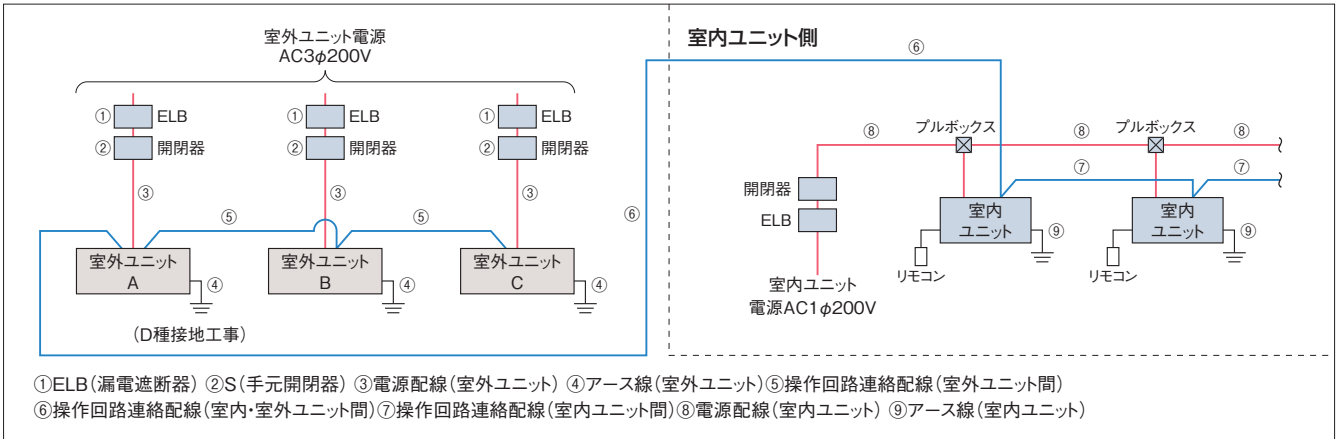 室外ユニット電源
AC3φ200V
① ELB ① ELB ① ELB
② 開閉器 ② 開閉器 ② 開閉器
③ ③ ③
⑤ ⑤
室外ユニット
A
④
室外ユニット
B
④
室外ユニット
C
④
(D種接地工事)
⑥
室内ユニット側
⑥
⑧ プルボックス ⑧ プルボックス ⑧
⑦ ⑦
開閉器
ELB
室内ユニット
電源AC1φ200V
室内
ユニット
⑨
リモコン
室内
ユニット
⑨
リモコン
①ELB(漏電遮断器) ②S(手元開閉器) ③電源配線(室外ユニット) ④アース線(室外ユニット)⑤操作回路連絡配線(室外ユニット間)
⑥操作回路連絡配線(室内・室外ユニット間)⑦操作回路連絡配線(室内ユニット間)⑧電源配線(室内ユニット) ⑨アース線(室内ユニット)